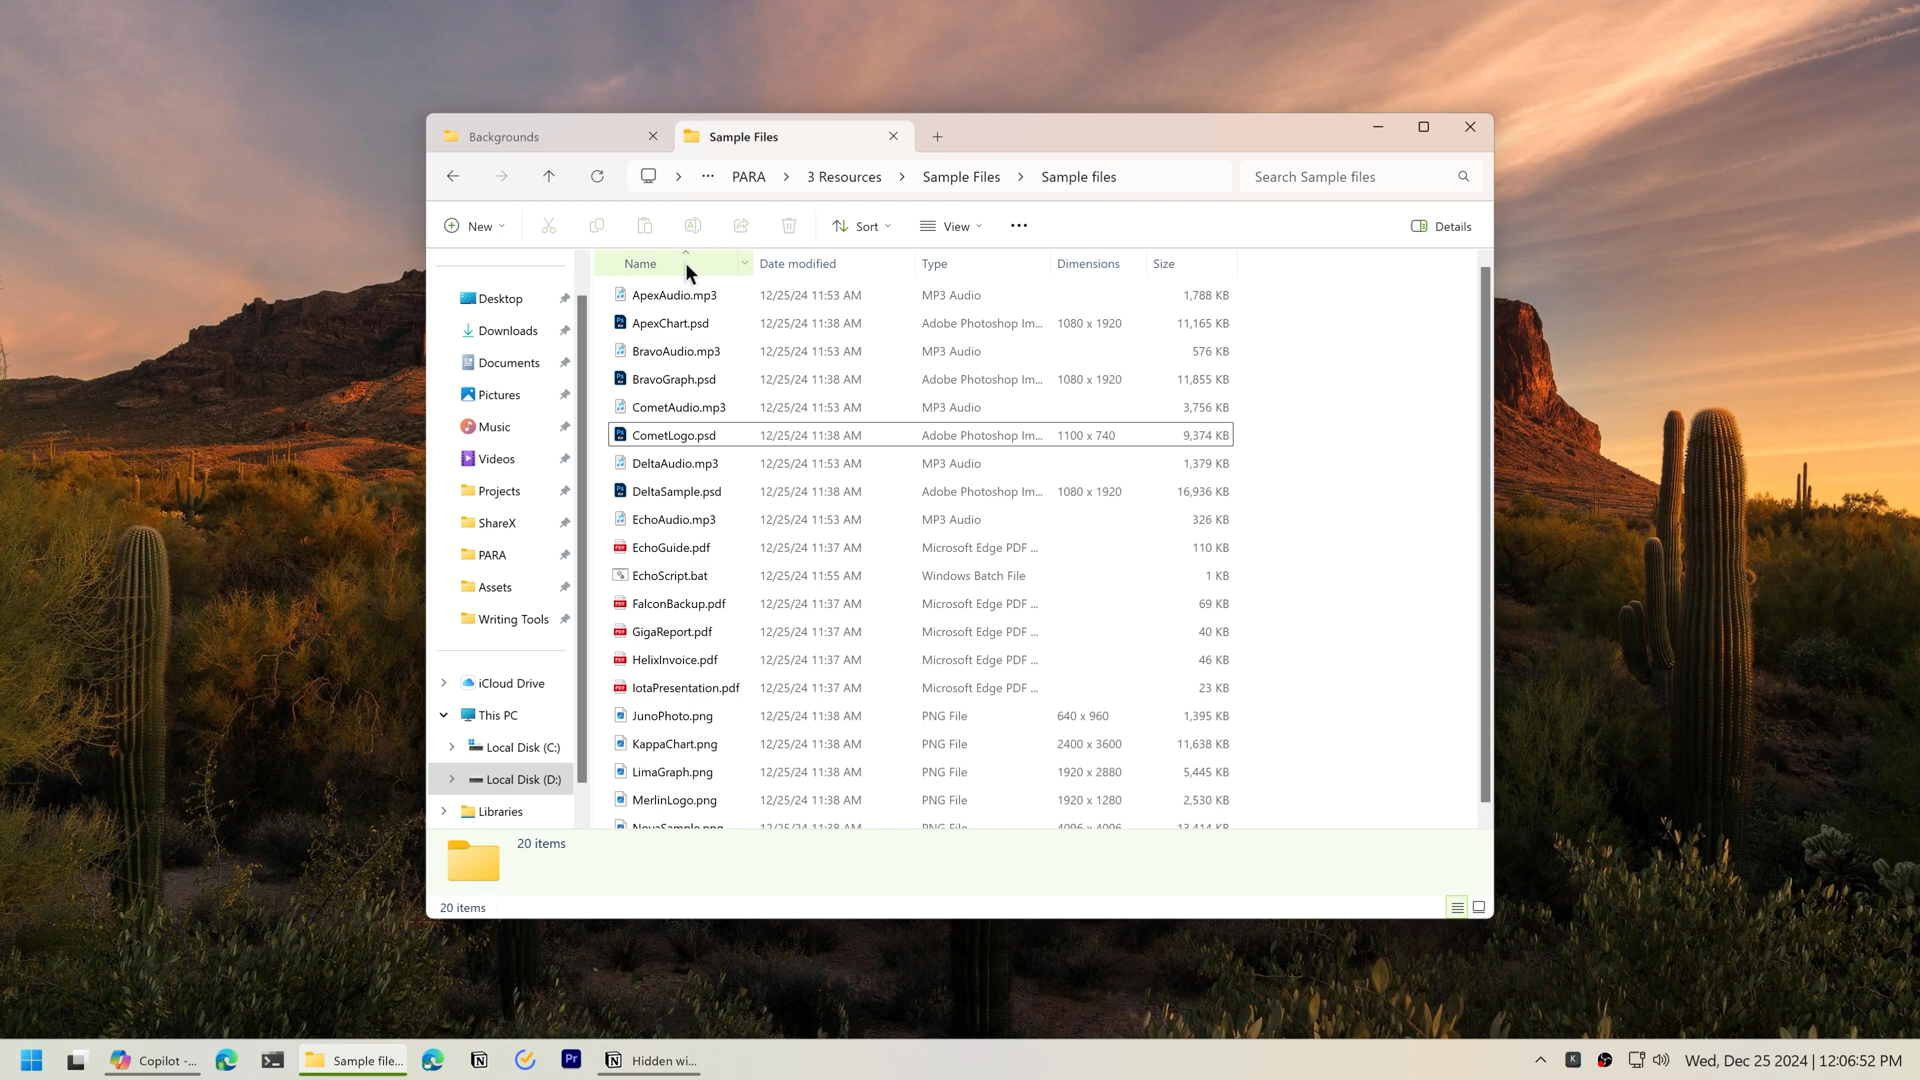 Backgrounds
Sample Files
PARA 3 Resources Sample Files Sample files
Search Sample files
New Sort View Details
Name Date modified Type Dimensions Size
ApexAudio.mp3 12/25/24 11:53 AM MP3 Audio 1,788 KB
ApexChart.psd 12/25/24 11:38 AM Adobe Photoshop Im... 1080 x 1920 11,165 KB
BravoAudio.mp3 12/25/24 11:53 AM MP3 Audio 576 KB
BravoGraph.psd 12/25/24 11:38 AM Adobe Photoshop Im... 1080 x 1920 11,855 KB
CometAudio.mp3 12/25/24 11:53 AM MP3 Audio 3,756 KB
CometLogo.psd 12/25/24 11:38 AM Adobe Photoshop Im... 1100 x 740 9,374 KB
DeltaAudio.mp3 12/25/24 11:53 AM MP3 Audio 1,379 KB
DeltaSample.psd 12/25/24 11:38 AM Adobe Photoshop Im... 1080 x 1920 16,936 KB
EchoAudio.mp3 12/25/24 11:53 AM MP3 Audio 326 KB
EchoGuide.pdf 12/25/24 11:37 AM Microsoft Edge PDF ... 110 KB
EchoScript.bat 12/25/24 11:55 AM Windows Batch File 1 KB
FalconBackup.pdf 12/25/24 11:37 AM Microsoft Edge PDF ... 69 KB
GigaReport.pdf 12/25/24 11:37 AM Microsoft Edge PDF ... 40 KB
HelixInvoice.pdf 12/25/24 11:37 AM Microsoft Edge PDF ... 46 KB
IotaPresentation.pdf 12/25/24 11:37 AM Microsoft Edge PDF ... 23 KB
JunoPhoto.png 12/25/24 11:38 AM PNG File 640 x 960 1,395 KB
KappaChart.png 12/25/24 11:38 AM PNG File 2400 x 3600 11,638 KB
LimaGraph.png 12/25/24 11:38 AM PNG File 1920 x 2880 5,445 KB
MerlinLogo.png 12/25/24 11:38 AM PNG File 1920 x 1280 2,530 KB
NovaSample.png 12/25/24 11:38 AM PNG File 4096 x 4096 13,414 KB
Desktop
Downloads
Documents
Pictures
Music
Videos
Projects
ShareX
PARA
Assets
Writing Tools
iCloud Drive
This PC
Local Disk (C:)
Local Disk (D:)
Libraries
20 items
20 items
Copilot -...
Sample file...
Pr
Hidden wi...
K
Wed, Dec 25 2024 | 12:06:52 PM